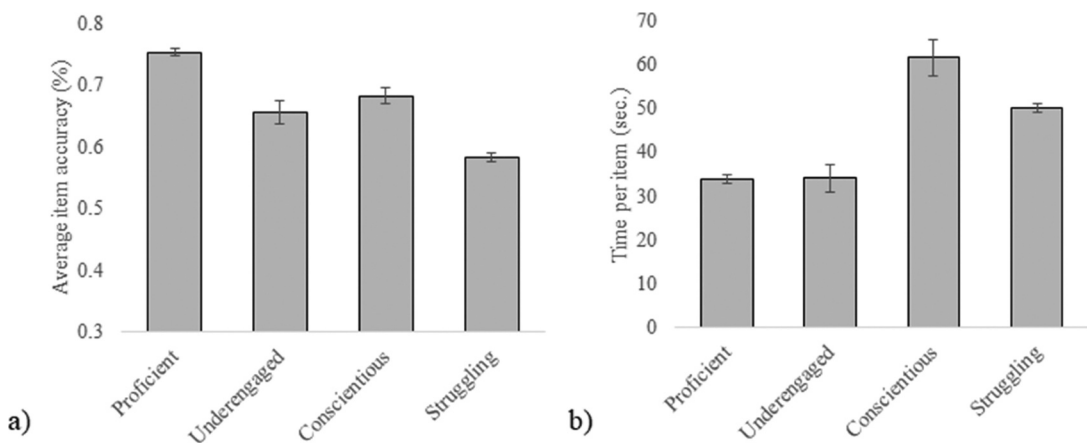 Average item accuracy (%)
0.8
0.7
0.6
0.5
0.4
0.3
Proficient
Underengaged
Conscientious
Struggling
a)
Time per item (sec.)
70
60
50
40
30
20
10
0
Proficient
Underengaged
Conscientious
Struggling
b)